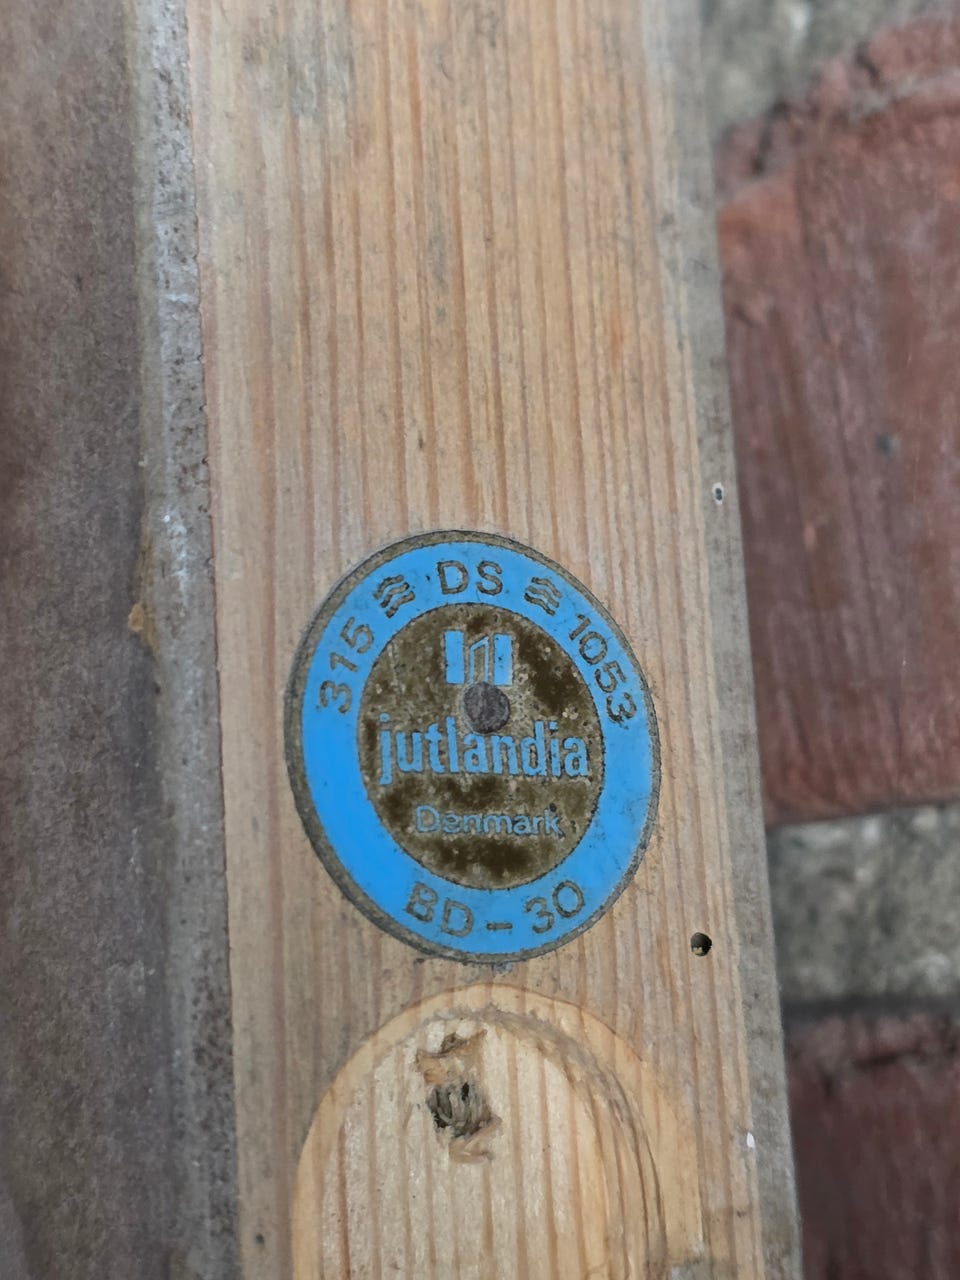 315 ≋ DS ≋ 1053
jutlandia
Denmark
BD-30